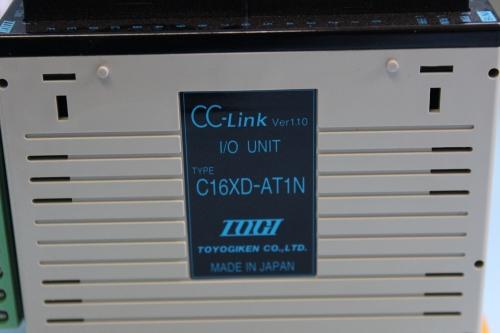 CC-Link Ver1.10
I/O UNIT
TYPE
C16XD-AT1N
TOGI
TOYOGIKEN CO.,LTD.
MADE IN JAPAN